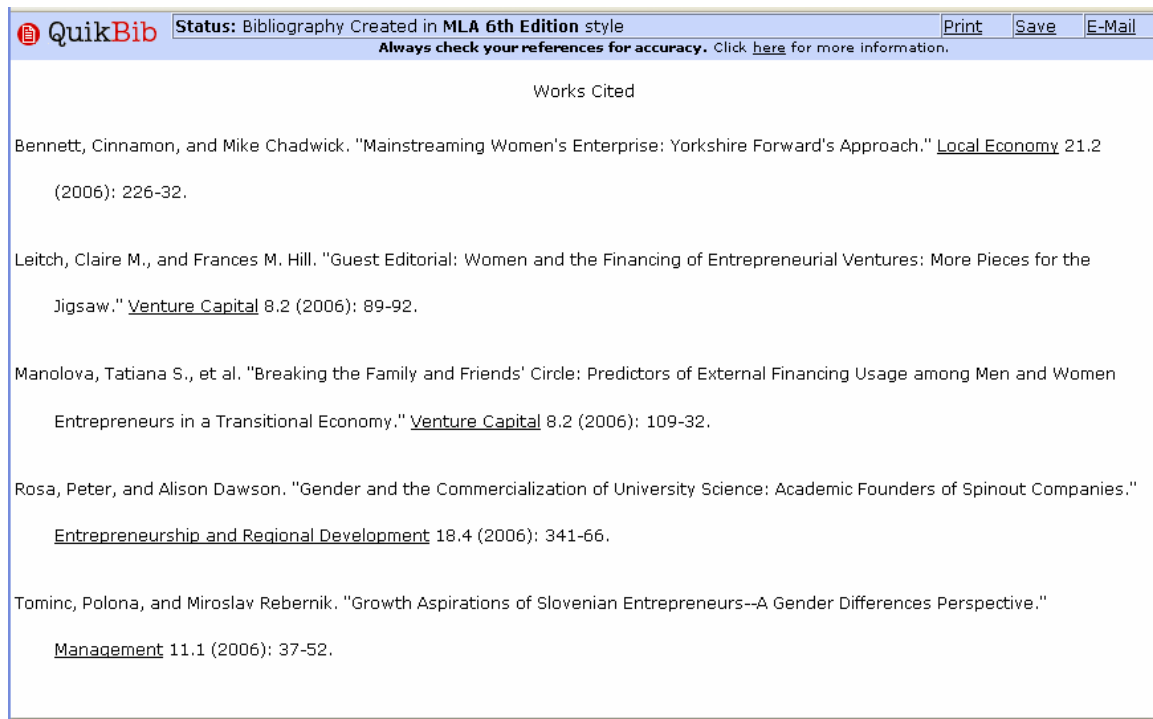 QuikBib Status: Bibliography Created in MLA 6th Edition style Print Save E-Mail
Always check your references for accuracy. Click here for more information.
Works Cited
Bennett, Cinnamon, and Mike Chadwick. "Mainstreaming Women's Enterprise: Yorkshire Forward's Approach." Local Economy 21.2
(2006): 226-32.
Leitch, Claire M., and Frances M. Hill. "Guest Editorial: Women and the Financing of Entrepreneurial Ventures: More Pieces for the
Jigsaw." Venture Capital 8.2 (2006): 89-92.
Manolova, Tatiana S., et al. "Breaking the Family and Friends' Circle: Predictors of External Financing Usage among Men and Women
Entrepreneurs in a Transitional Economy." Venture Capital 8.2 (2006): 109-32.
Rosa, Peter, and Alison Dawson. "Gender and the Commercialization of University Science: Academic Founders of Spinout Companies."
Entrepreneurship and Regional Development 18.4 (2006): 341-66.
Tominc, Polona, and Miroslav Rebernik. "Growth Aspirations of Slovenian Entrepreneurs--A Gender Differences Perspective."
Management 11.1 (2006): 37-52.